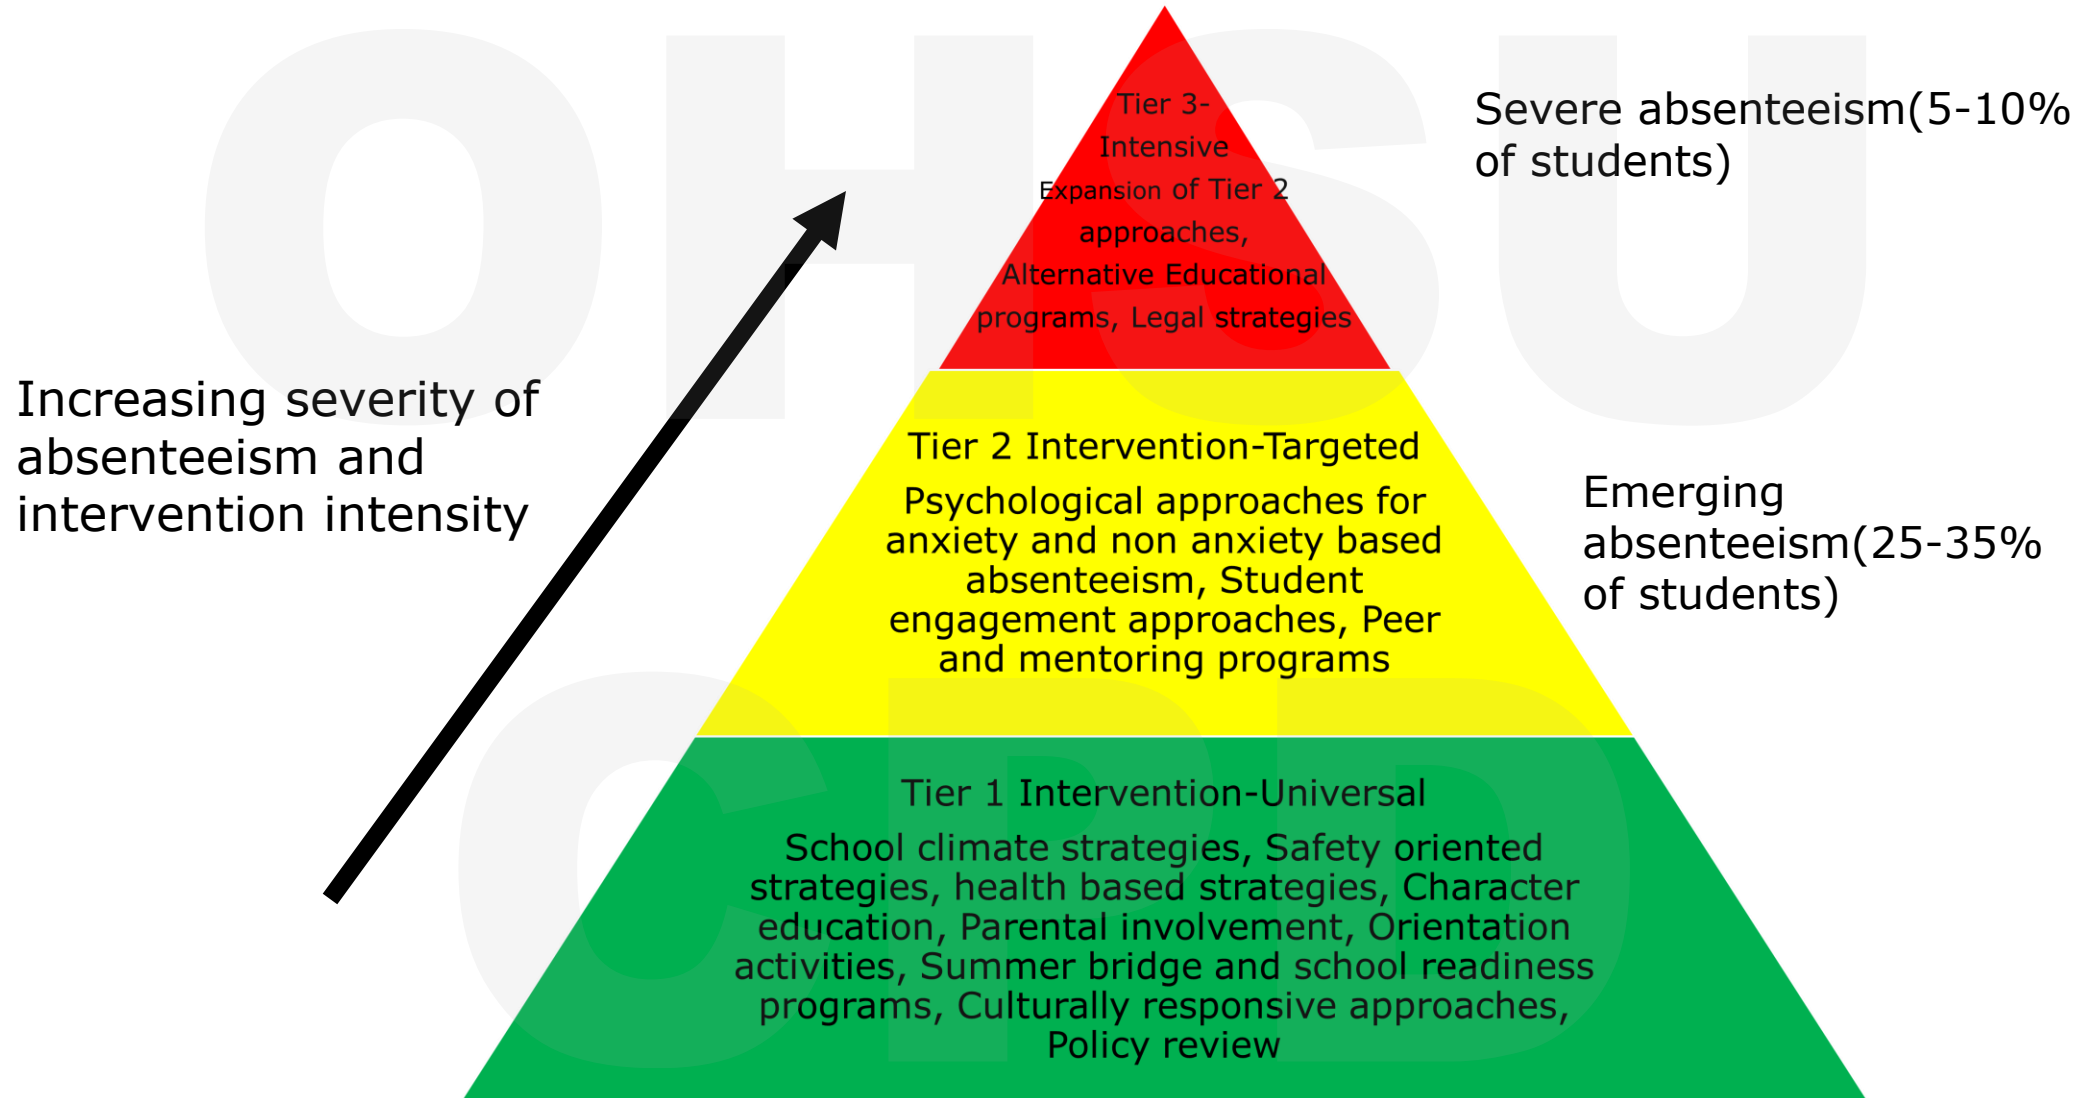 OHSU
CPD
Tier 3-
Intensive
Expansion of Tier 2
approaches,
Alternative Educational
programs, Legal strategies
Severe absenteeism(5-10%
of students)
Increasing severity of
absenteeism and
intervention intensity
Tier 2 Intervention-Targeted
Psychological approaches for
anxiety and non anxiety based
absenteeism, Student
engagement approaches, Peer
and mentoring programs
Emerging
absenteeism(25-35%
of students)
Tier 1 Intervention-Universal
School climate strategies, Safety oriented
strategies, health based strategies, Character
education, Parental involvement, Orientation
activities, Summer bridge and school readiness
programs, Culturally responsive approaches,
Policy review